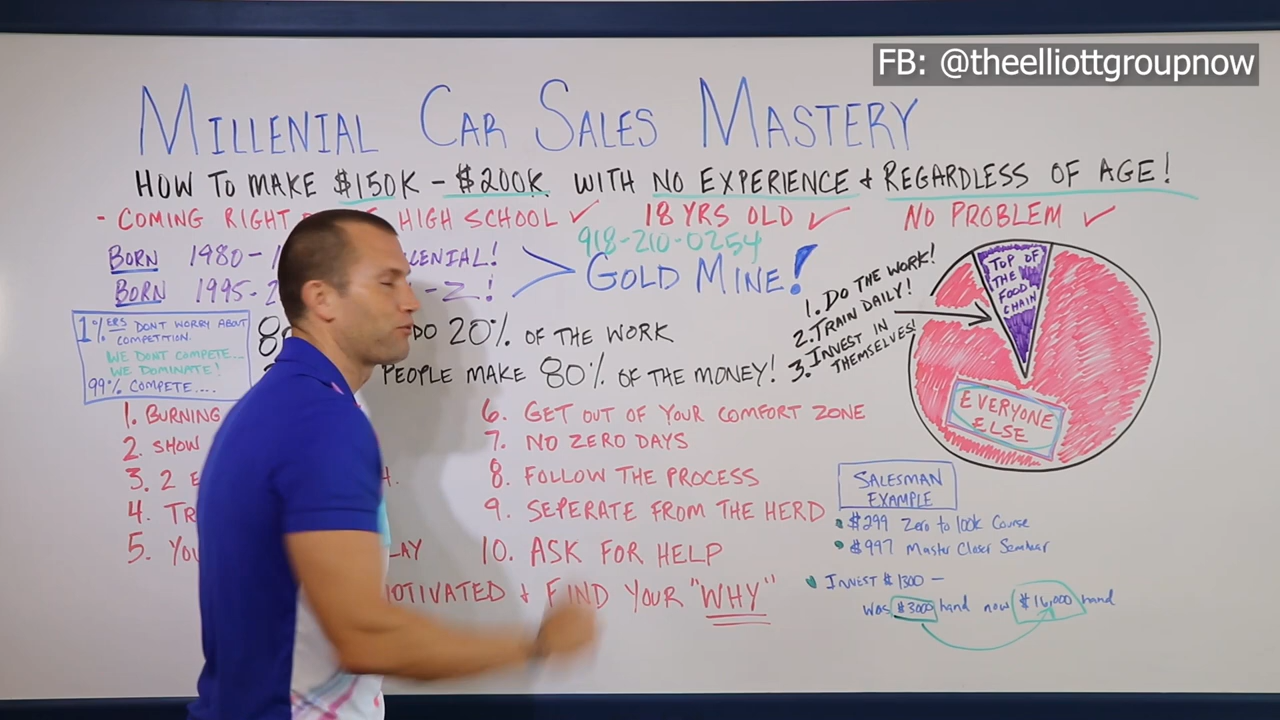 FB: @theelliottgroupnow
MILLENIAL CAR SALES MASTERY
HOW TO MAKE $150K - $200K WITH NO EXPERIENCE + REGARDLESS OF AGE!
- COMING RIGHT HIGH SCHOOL ✓ 18 YRS OLD ✓ NO PROBLEM ✓
918-210-0254
BORN 1980-1 LENIAL!
BORN 1995-2 -Z!
> GOLD MINE!
1%ERS DONT WORRY ABOUT
COMPETITION.
WE DONT COMPETE...
WE DOMINATE!
99% COMPETE....
DO 20% OF THE WORK
PEOPLE MAKE 80% OF THE MONEY!
1. DO THE WORK!
2. TRAIN DAILY!
3. INVEST IN
THEMSELVES!
TOP OF
THE
FOOD
CHAIN
EVERYONE
ELSE
1. BURNING
2. SHOW
3. 2 E H.
4. TR
5. YOU LAY
6. GET OUT OF YOUR COMFORT ZONE
7. NO ZERO DAYS
8. FOLLOW THE PROCESS
9. SEPERATE FROM THE HERD
10. ASK FOR HELP
MOTIVATED + FIND YOUR "WHY"
SALESMAN
EXAMPLE
• $299 Zero to 100k Course
• $997 Master Closer Seminar
• INVEST $1300 —
was $3000 hand now $16,000 hand